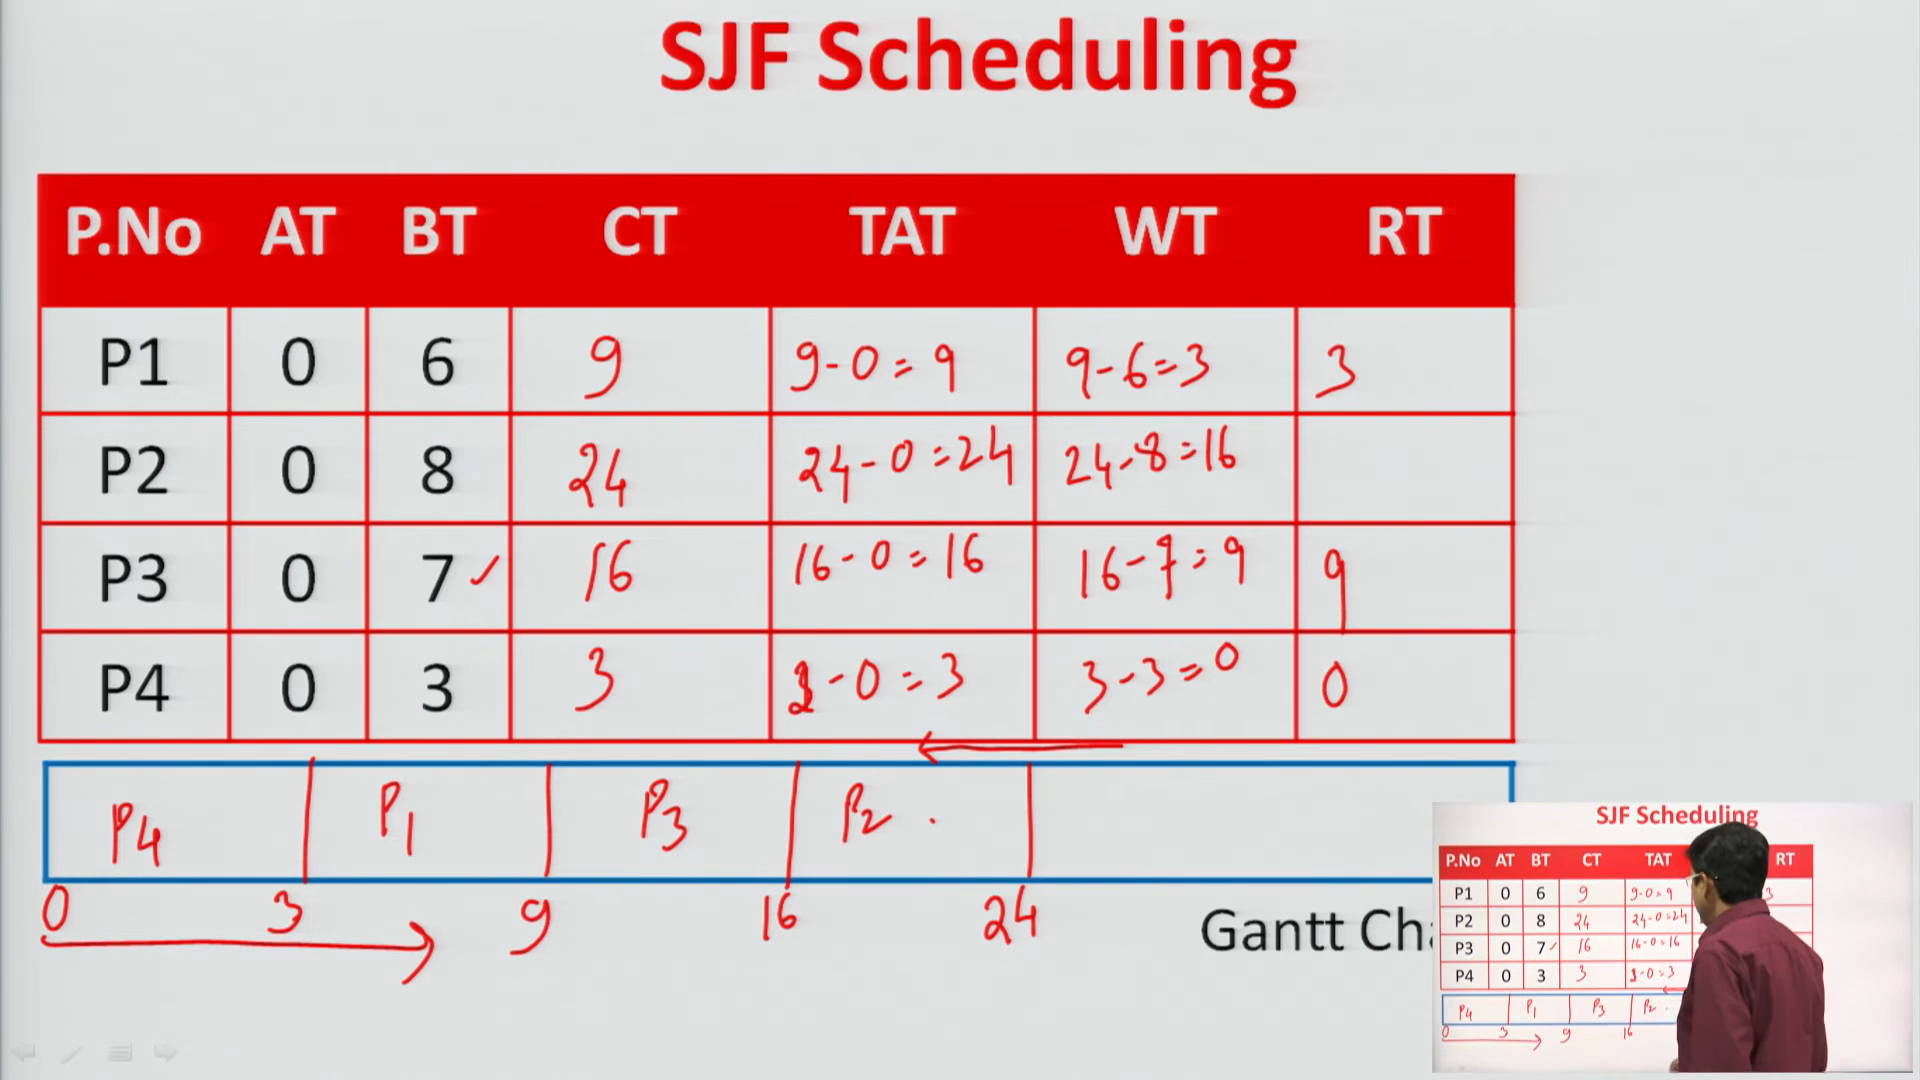 SJF Scheduling
P.No AT BT CT TAT WT RT
P1 0 6 9 9-0=9 9-6=3 3
P2 0 8 24 24-0=24 24-8=16
P3 0 7✓ 16 16-0=16 16-7=9 9
P4 0 3 3 3-0=3 3-3=0 0
P4 P1 P3 P2 .
0 3 9 16 24
Gantt Cha
SJF Scheduling
P.No AT BT CT TAT RT
P1 0 6 9 9-0=9 3
P2 0 8 24 24-0=24
P3 0 7✓ 16 16-0=16
P4 0 3 3 3-0=3
P4 P1 P3 P2 .
0 3 9 16